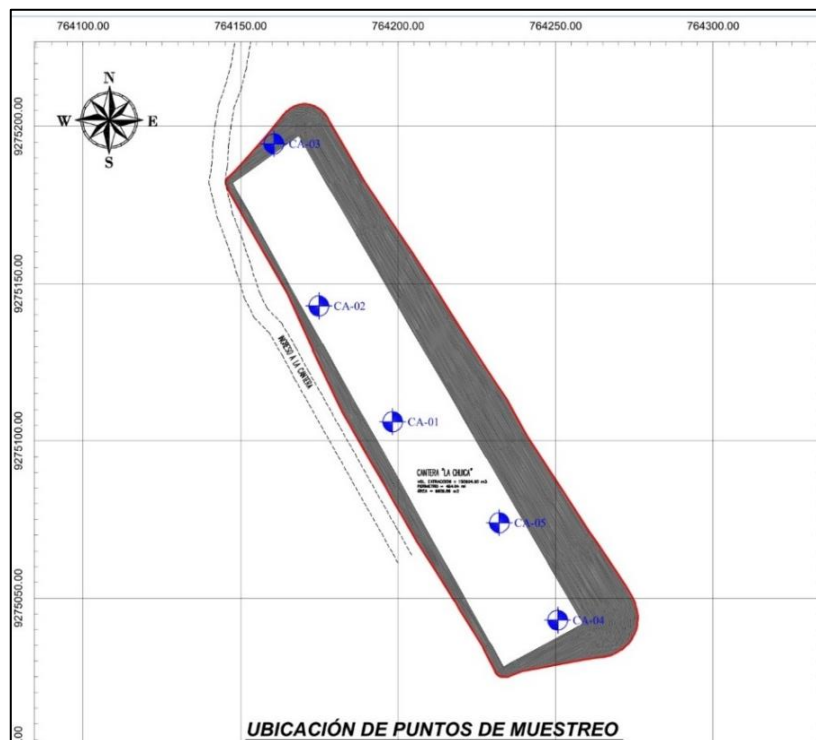 764100.00 764150.00 764200.00 764250.00 764300.00
9275200.00
N
W E
S
CA-03
9275150.00
CA-02
INGRESO A LA CANTERA
9275100.00
CA-01
CANTERA "LA CHUICA"
CA-05
9275050.00
CA-04
UBICACIÓN DE PUNTOS DE MUESTREO